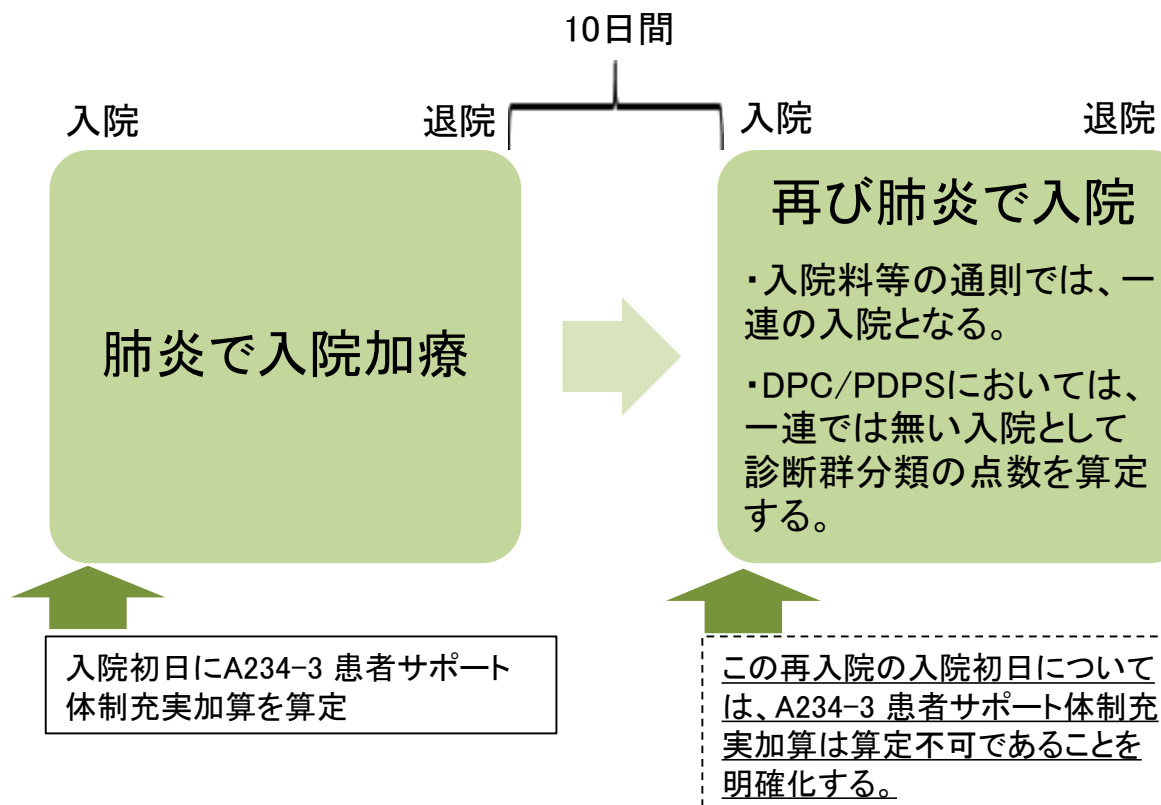 10日間
入院
退院
入院
退院
肺炎で入院加療
再び肺炎で入院
・入院料等の通則では、一
連の入院となる。
・DPC/PDPSにおいては、
一連では無い入院として
診断群分類の点数を算定
する。
入院初日にA234-3 患者サポート
体制充実加算を算定
この再入院の入院初日について
は、A234-3 患者サポート体制充
実加算は算定不可であることを
明確化する。